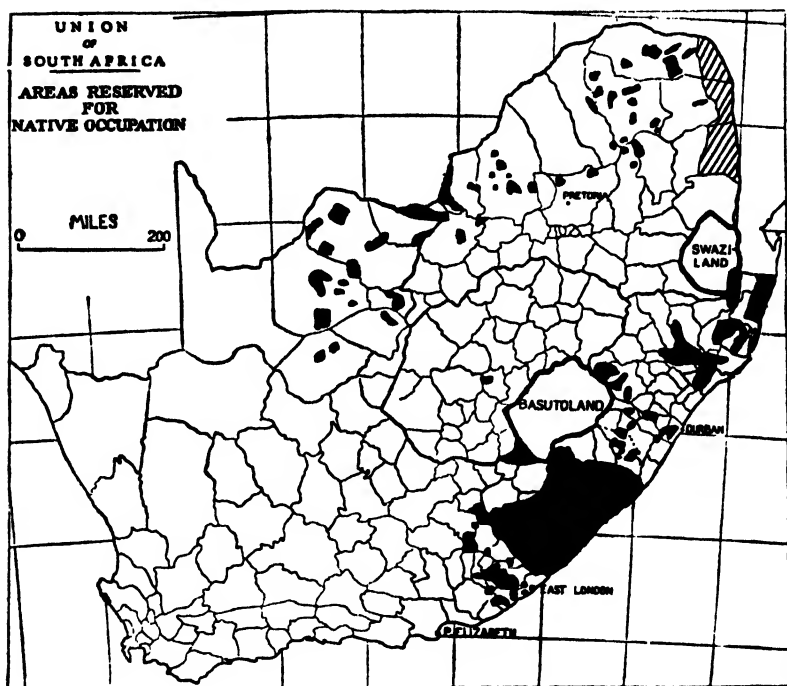 UNION
OF
SOUTH AFRICA
AREAS RESERVED
FOR
NATIVE OCCUPATION
MILES
0 200
PRETORIA
SWAZI-
LAND
BASUTOLAND
DURBAN
EAST LONDON
P. ELIZABETH